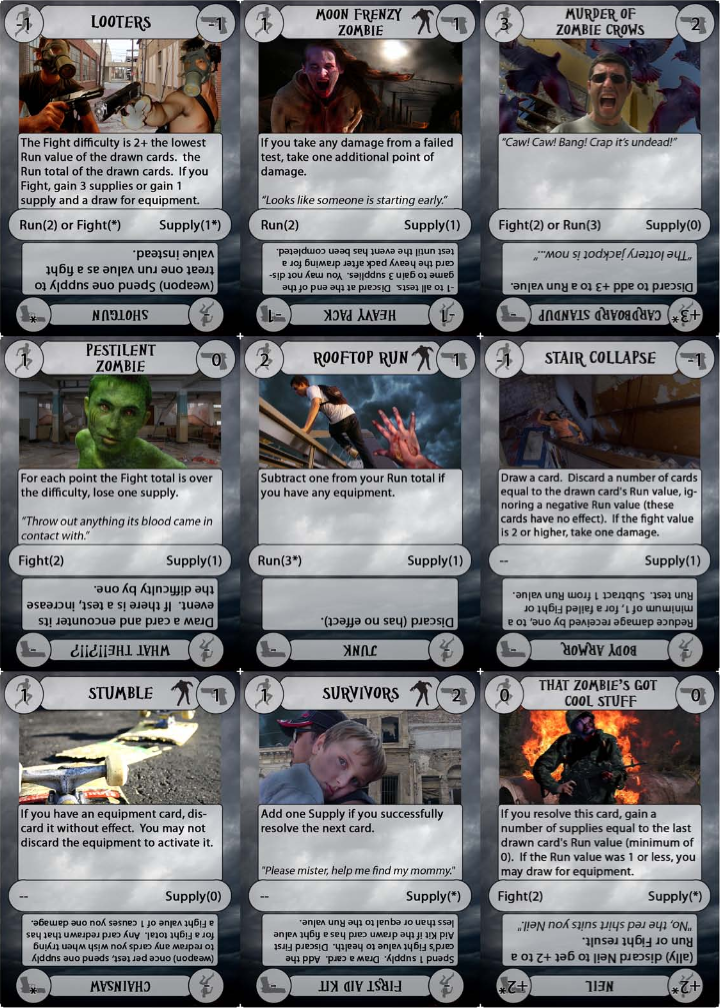 -1 LOOTERS -1
The Fight difficulty is 2+ the lowest
Run value of the drawn cards. the
Run total of the drawn cards. If you
Fight, gain 3 supplies or gain 1
supply and a draw for equipment.
Run(2) or Fight(*) Supply(1*)
(weapon) Spend one supply to
treat one run value as a fight
value instead.
SHOTGUN *
1 MOON FRENZY
ZOMBIE 1
If you take any damage from a failed
test, take one additional point of
damage.
"Looks like someone is starting early."
Run(2) Supply(1)
-1 to all tests. Discard at the end of the
game to gain 3 supplies. You may not dis-
card the heavy pack after drawing for a
test until the event has been completed.
-1 HEAVY PACK -1
3 MURDER OF
ZOMBIE CROWS 2
"Caw! Caw! Bang! Crap it's undead!"
Fight(2) or Run(3) Supply(0)
Discard to add +3 to a Run value.
"The lottery jackpot is now..."
+3* CARDBOARD STANDUP -
1 PESTILENT
ZOMBIE 0
For each point the Fight total is over
the difficulty, lose one supply.
"Throw out anything its blood came in
contact with."
Fight(2) Supply(1)
Draw a card and encounter its
event. If there is a test, increase
the difficulty by one.
- WHAT THE!!?!!? -
2 ROOFTOP RUN 1
Subtract one from your Run total if
you have any equipment.
Run(3*) Supply(1)
Discard (has no effect).
- JUNK -
-1 STAIR COLLAPSE -1
Draw a card. Discard a number of cards
equal to the drawn card's Run value, ig-
noring a negative Run value (these
cards have no effect). If the fight value
is 2 or higher, take one damage.
-- Supply(1)
Reduce damage received by one, to a
minimum of 1, for a failed Fight or
Run test. Subtract 1 from Run value.
- BODY ARMOR -
1 STUMBLE 1
If you have an equipment card, dis-
card it without effect. You may not
discard the equipment to activate it.
-- Supply(0)
(weapon) once per test, spend one supply
to redraw any cards you wish when trying
for a Fight total. Any card redrawn that has
a Fight value of 1 causes you one damage.
CHAINSAW *
1 SURVIVORS 2
Add one Supply if you successfully
resolve the next card.
"Please mister, help me find my mommy."
-- Supply(*)
Spend 1 supply. Draw a card. Add the
card's Fight value to health. Discard First
Aid Kit if the drawn card has a fight value
less than or equal to the Run value.
- FIRST AID KIT -
0 THAT ZOMBIE'S GOT
COOL STUFF 0
If you resolve this card, gain a
number of supplies equal to the last
drawn card's Run value (minimum of
0). If the Run value was 1 or less, you
may draw for equipment.
Fight(2) Supply(*)
(ally) discard Neil to get +2 to a
Run or Fight result.
"No, the red shirt suits you Neil."
+2* NEIL +2*